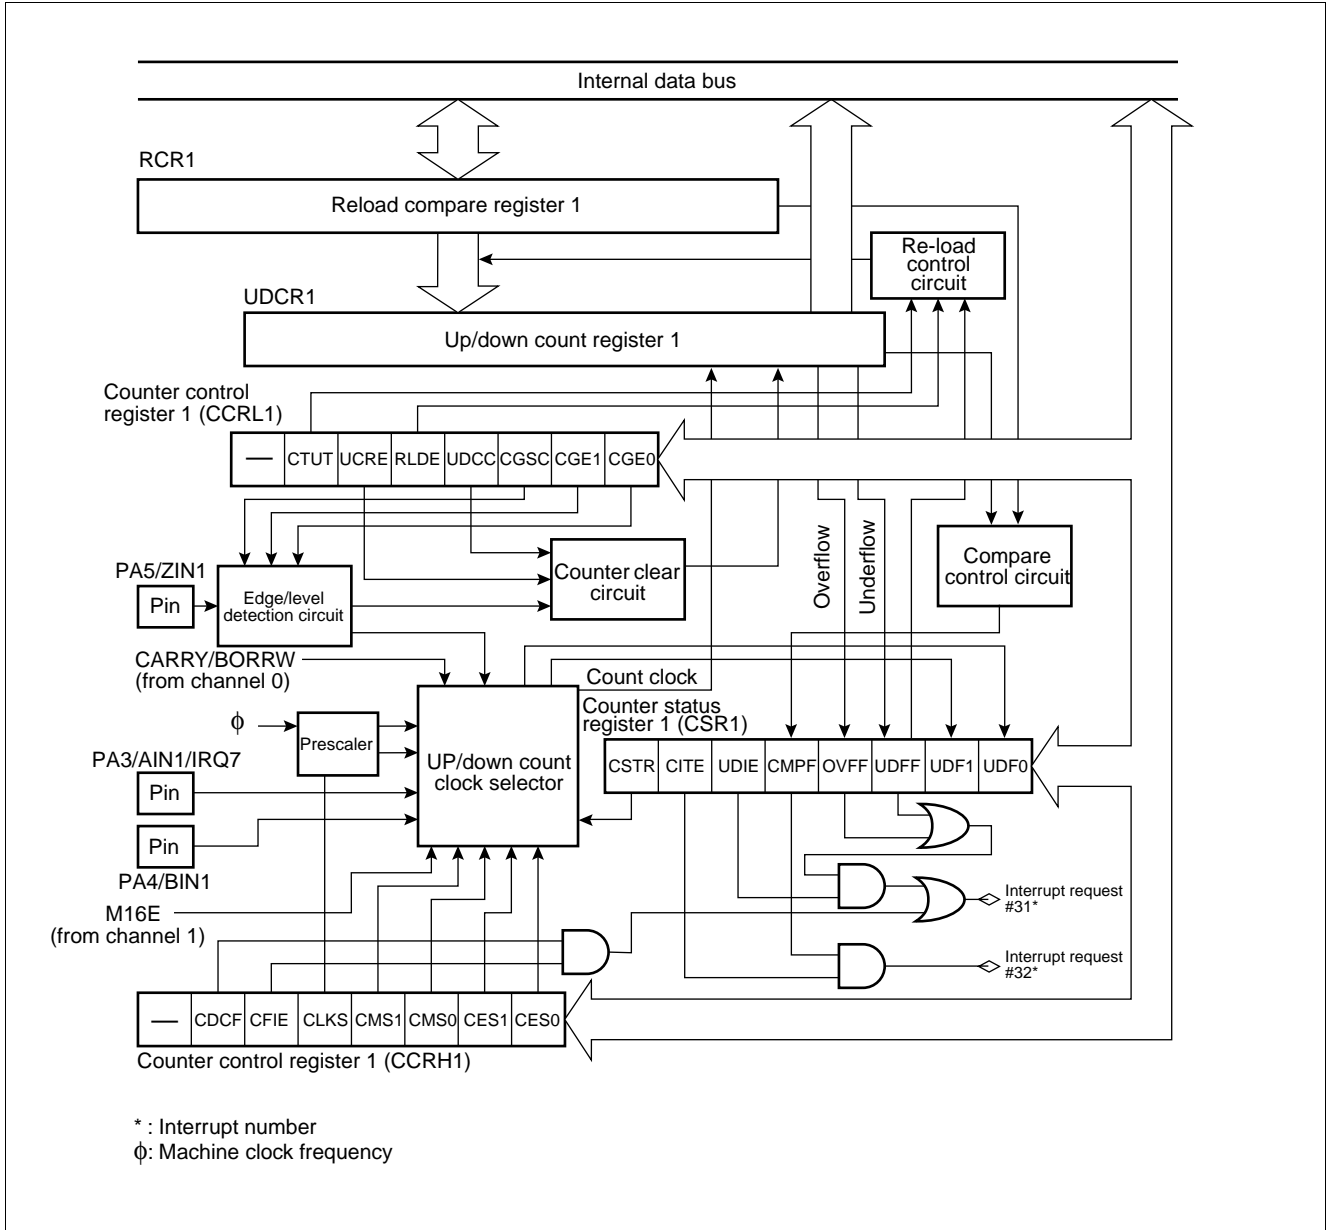 Internal data bus
RCR1
Reload compare register 1
Re-load
control
circuit
UDCR1
Up/down count register 1
Counter control
register 1 (CCRL1)
— CTUT UCRE RLDE UDCC CGSC CGE1 CGE0
Overflow
Underflow
PA5/ZIN1
Pin
Edge/level
detection circuit
Counter clear
circuit
Compare
control circuit
CARRY/BORRW
(from channel 0)
Count clock
Counter status
register 1 (CSR1)
ϕ
Prescaler
UP/down count
clock selector
CSTR CITE UDIE CMPF OVFF UDFF UDF1 UDF0
PA3/AIN1/IRQ7
Pin
Pin
PA4/BIN1
M16E
(from channel 1)
Interrupt request
#31*
Interrupt request
#32*
— CDCF CFIE CLKS CMS1 CMS0 CES1 CES0
Counter control register 1 (CCRH1)
* : Interrupt number
ϕ: Machine clock frequency